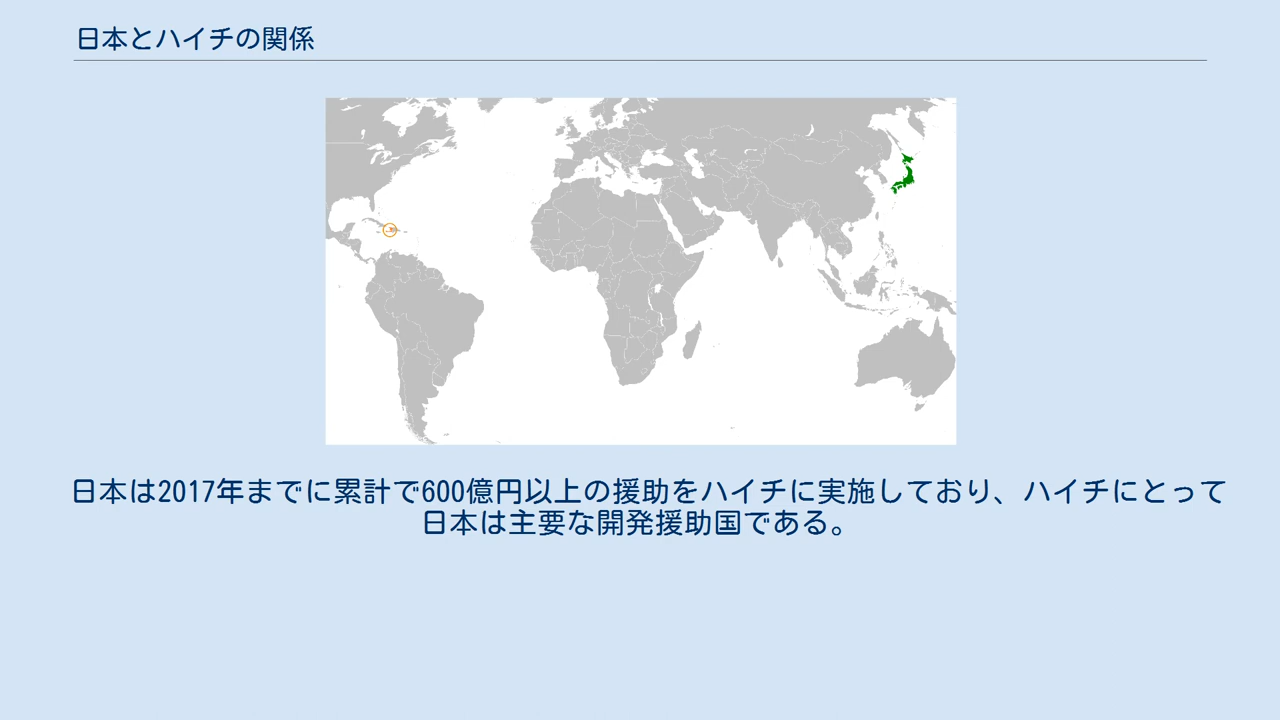 日本とハイチの関係
日本は2017年までに累計で600億円以上の援助をハイチに実施しており、ハイチにとって
日本は主要な開発援助国である。